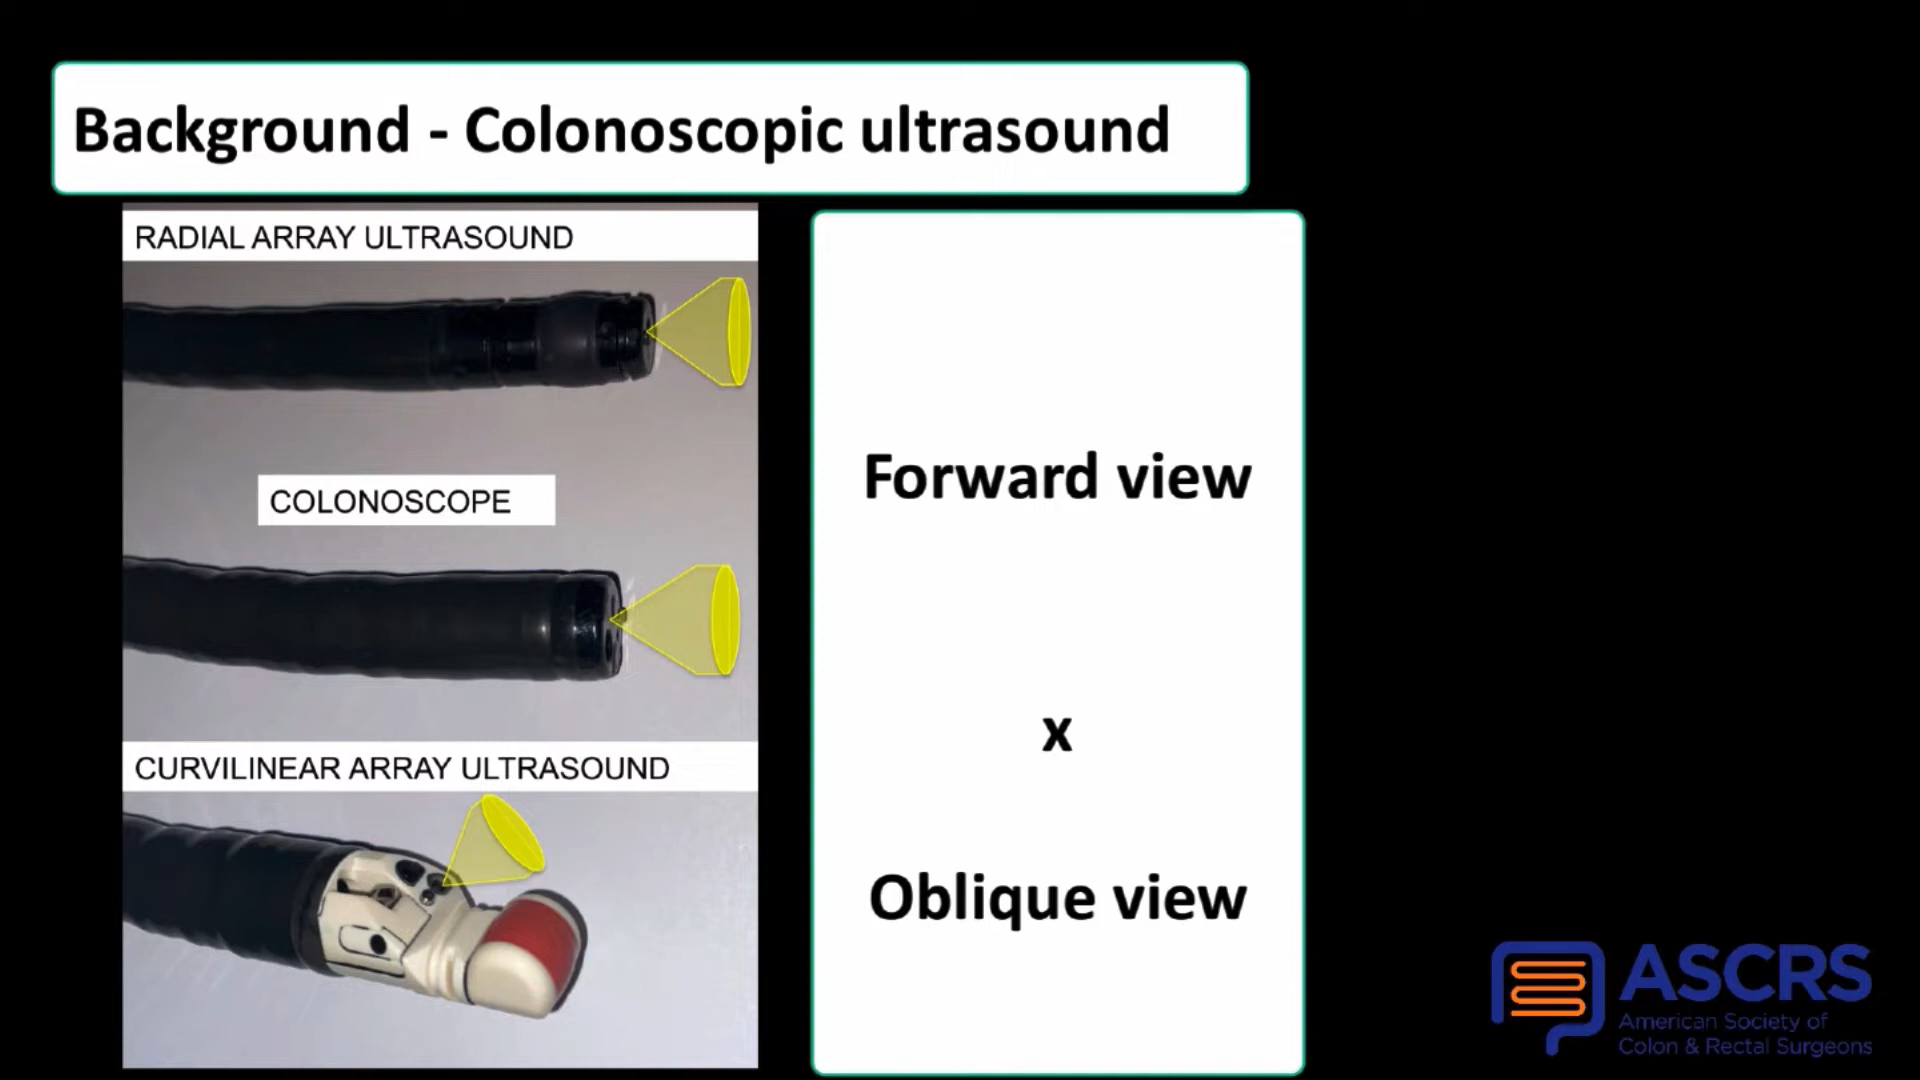 Background - Colonoscopic ultrasound
RADIAL ARRAY ULTRASOUND
COLONOSCOPE
CURVILINEAR ARRAY ULTRASOUND
Forward view
x
Oblique view
ASCRS
American Society of
Colon & Rectal Surgeons